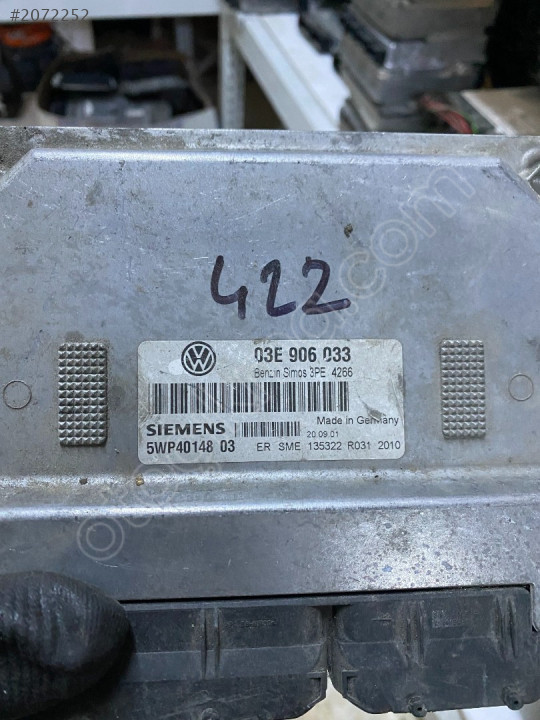 #2072252
422
VW
03E 906 033
Benzin Simos 3PE 4266
SIEMENS
Made in Germany
20.09.01
5WP40148 03 ER SME 135322 R031 2010